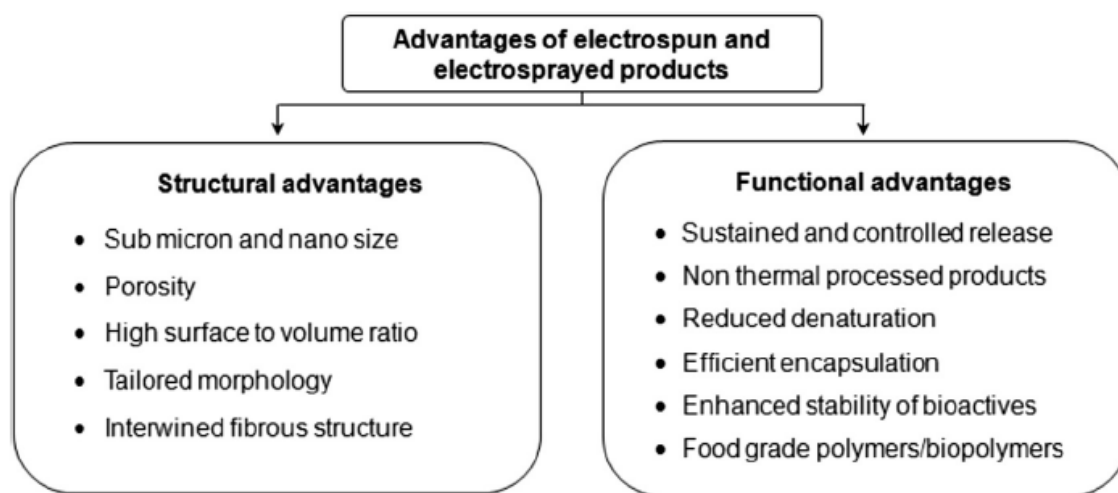 Advantages of electrospun and
electrosprayed products
Structural advantages
• Sub micron and nano size
• Porosity
• High surface to volume ratio
• Tailored morphology
• Interwined fibrous structure
Functional advantages
• Sustained and controlled release
• Non thermal processed products
• Reduced denaturation
• Efficient encapsulation
• Enhanced stability of bioactives
• Food grade polymers/biopolymers